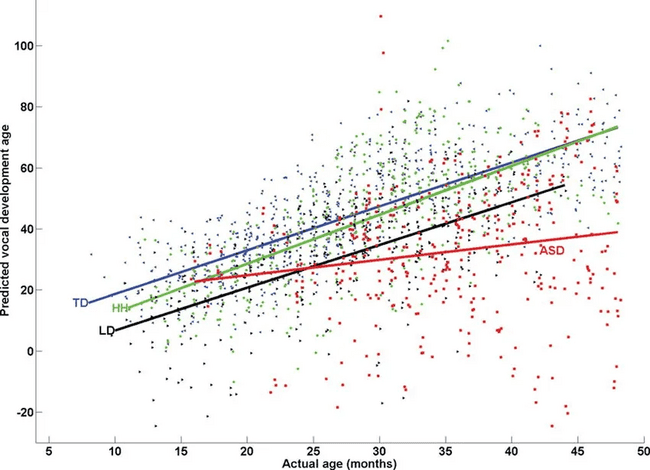 Predicted vocal development age
100
80
60
40
20
0
-20
TD
HH
LD
ASD
5 10 15 20 25 30 35 40 45 50
Actual age (months)